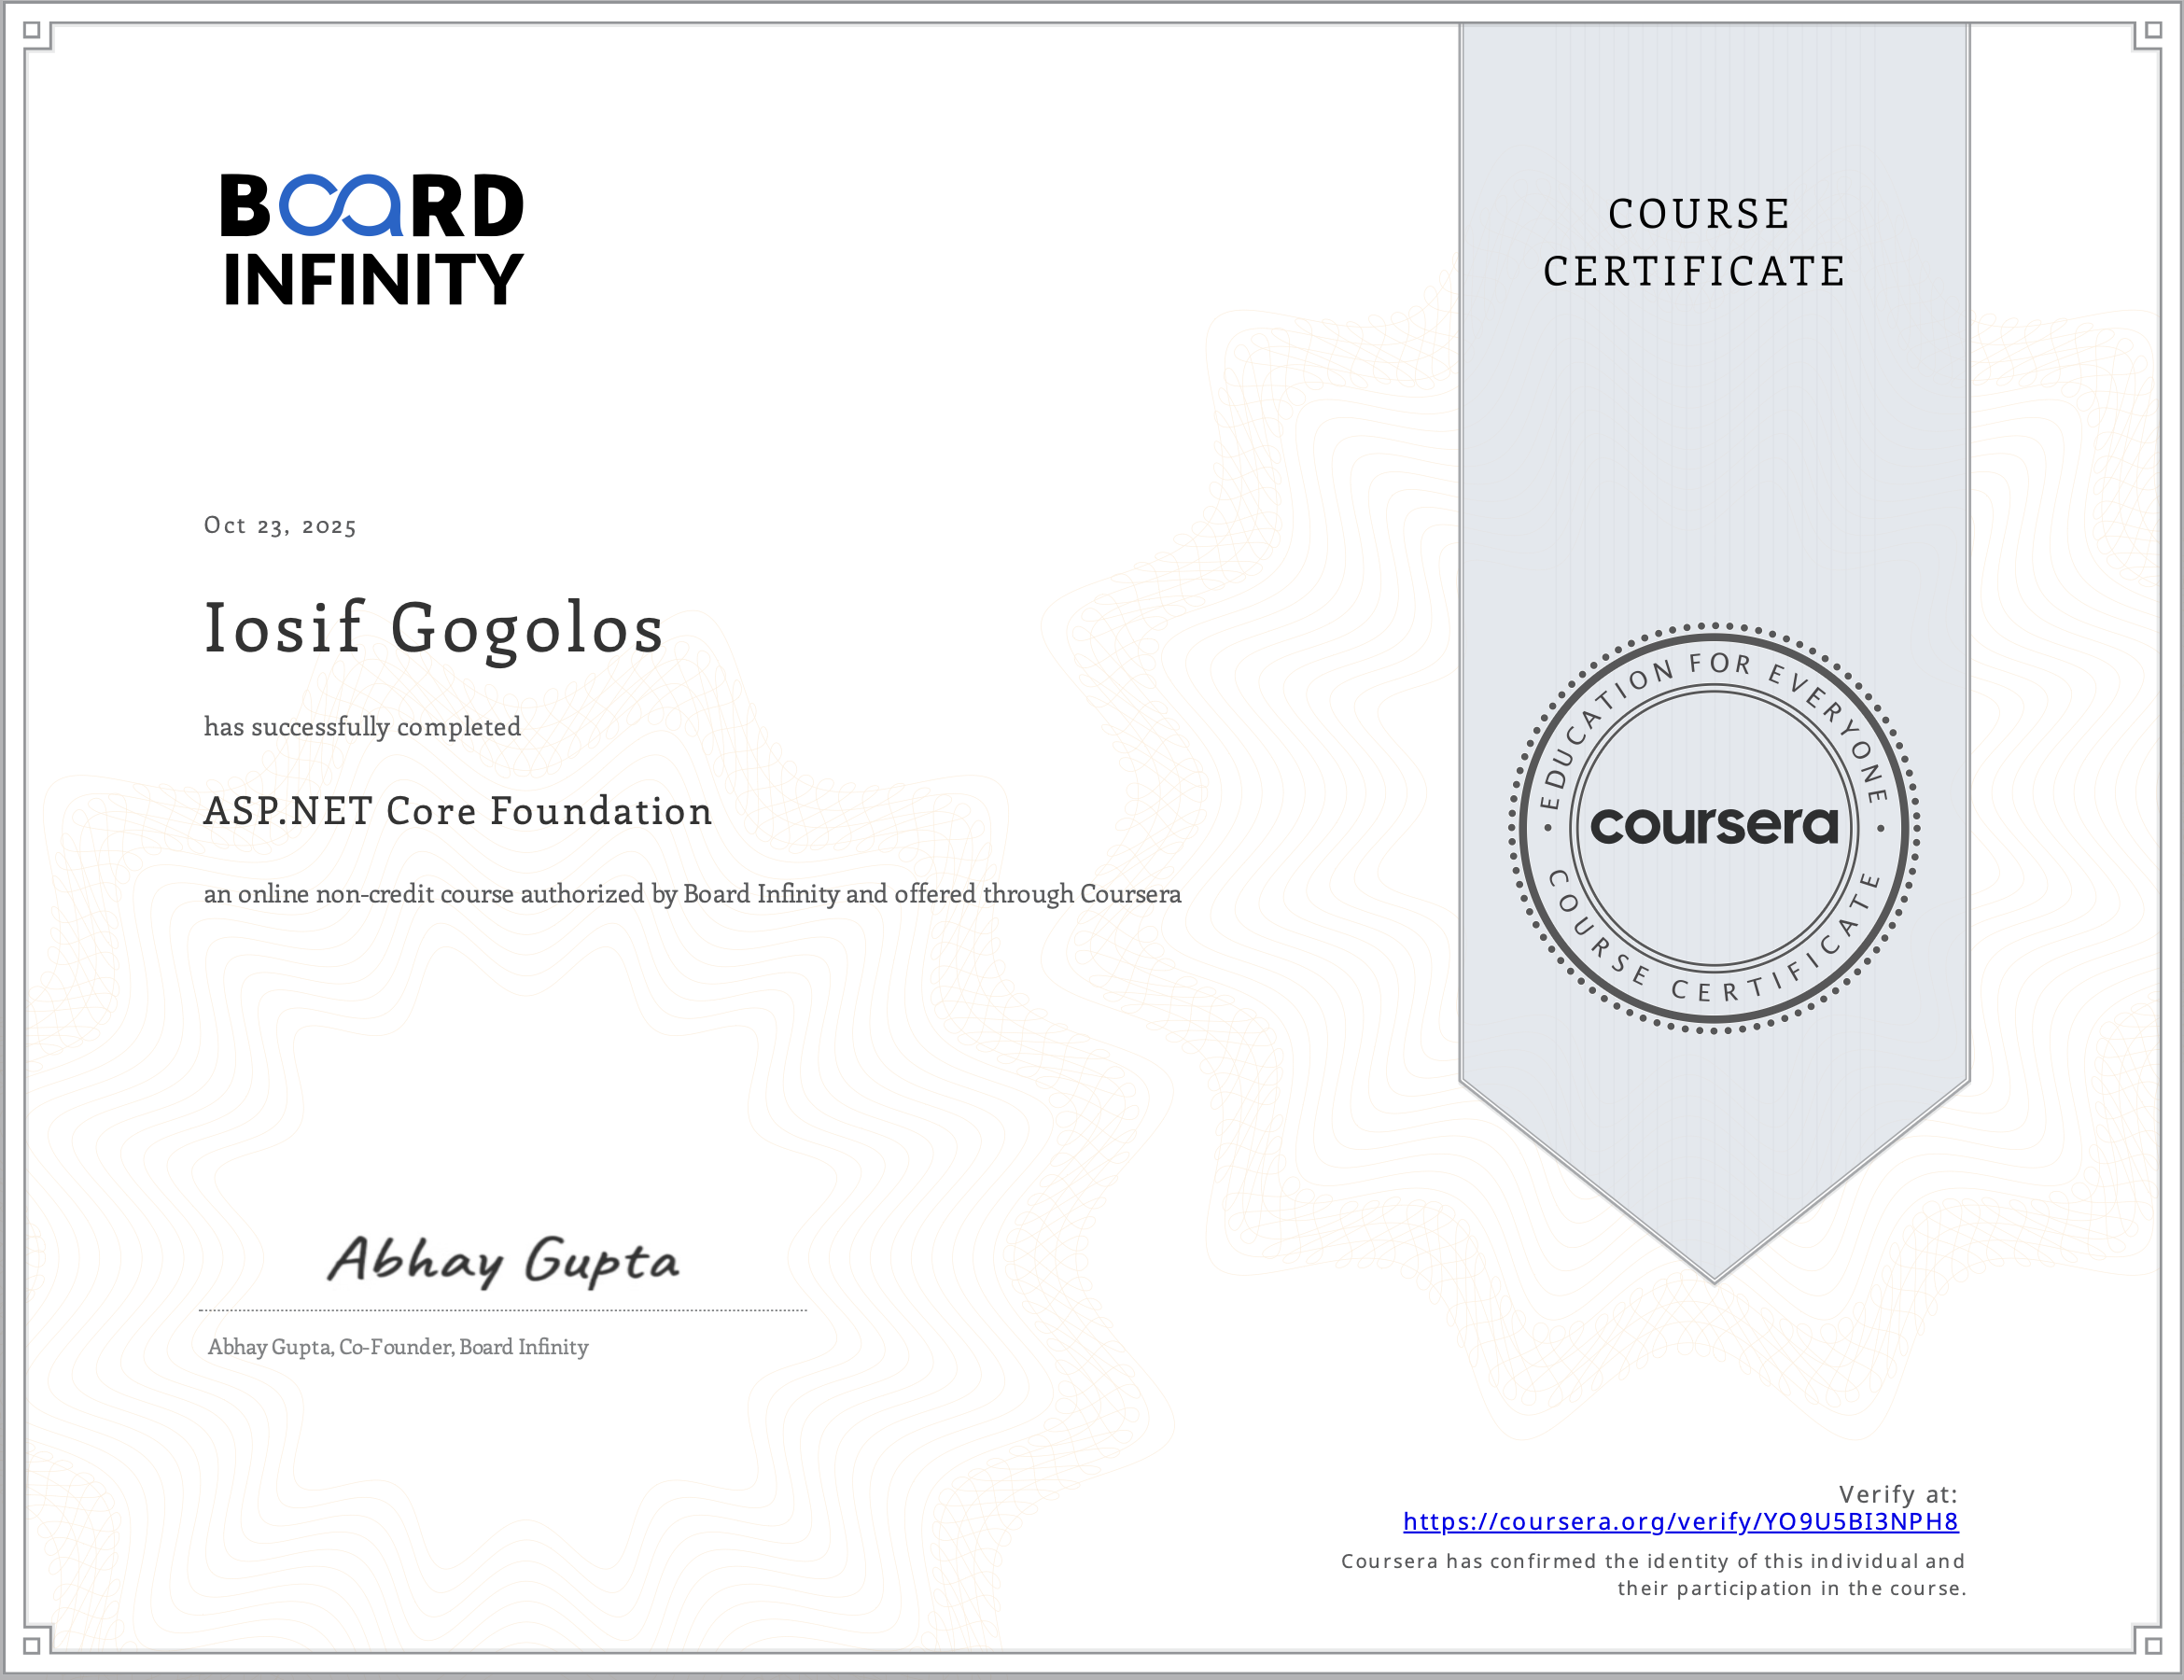 BOARD
INFINITY
COURSE
CERTIFICATE
Oct 23, 2025
Iosif Gogolos
has successfully completed
ASP.NET Core Foundation
an online non-credit course authorized by Board Infinity and offered through Coursera
EDUCATION FOR EVERYONE
coursera
COURSE CERTIFICATE
Abhay Gupta
Abhay Gupta, Co-Founder, Board Infinity
Verify at:
https://coursera.org/verify/YO9U5BI3NPH8
Coursera has confirmed the identity of this individual and
their participation in the course.